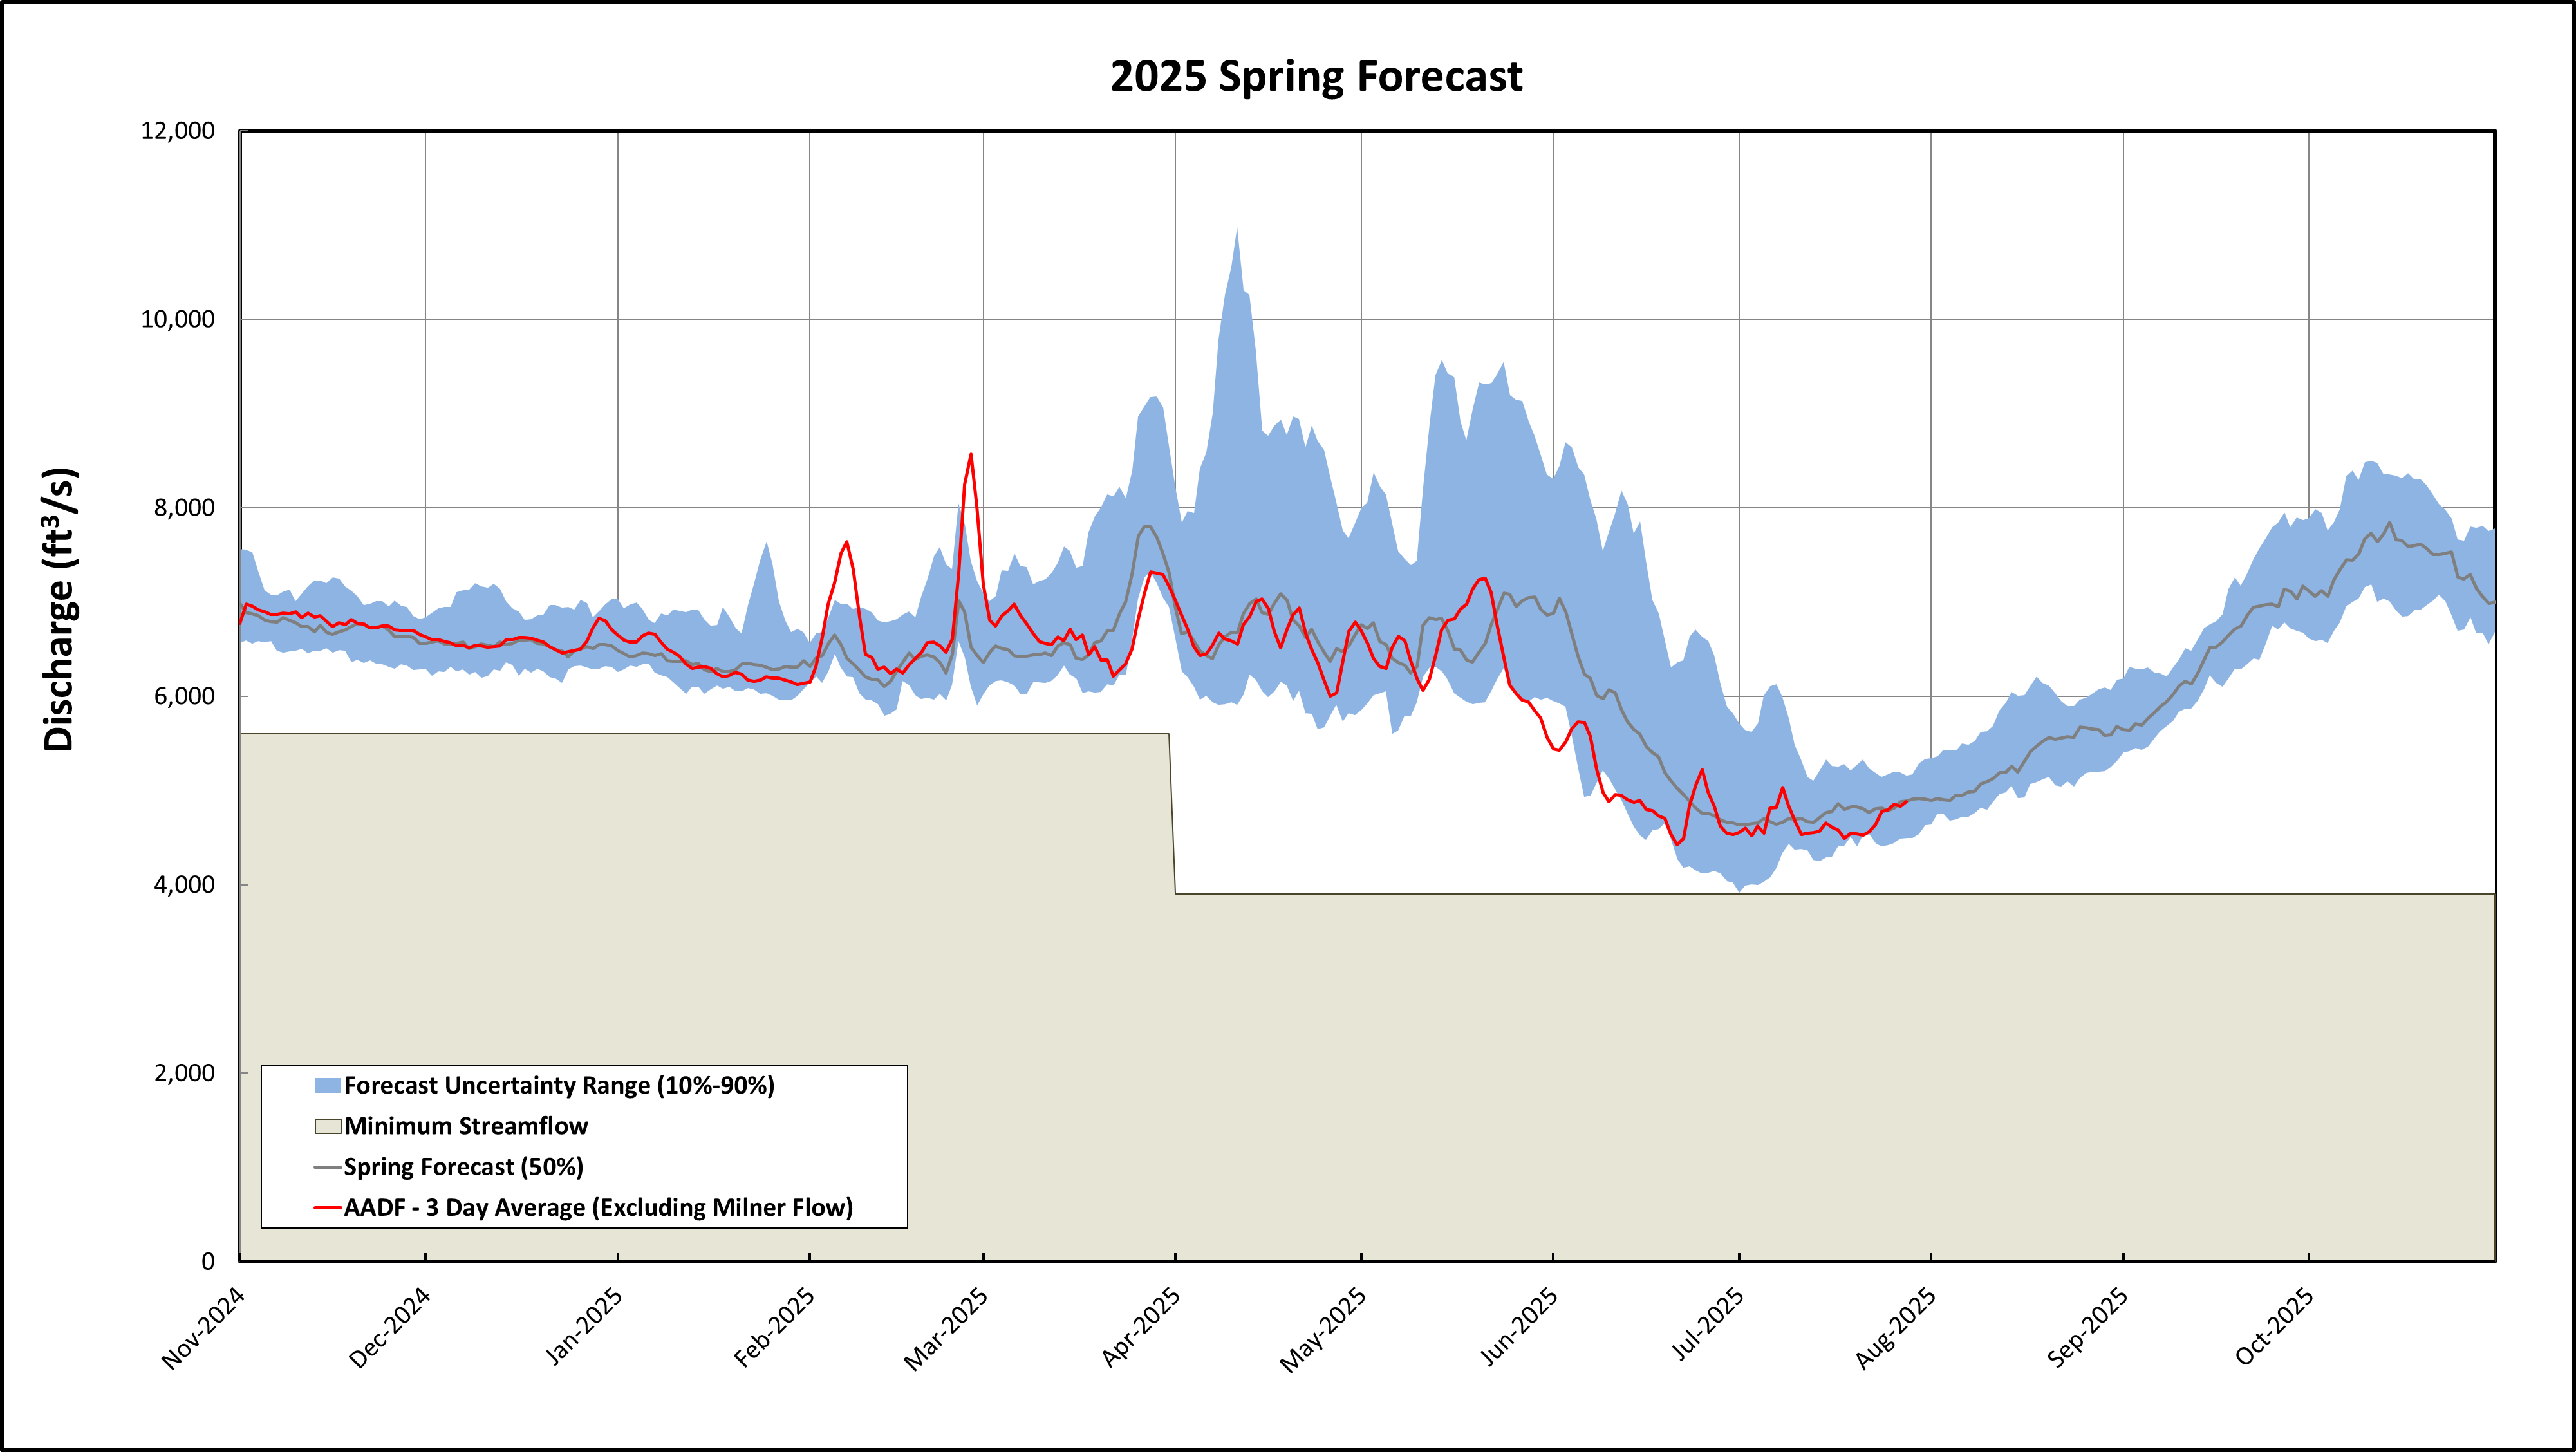 2025 Spring Forecast
Discharge (ft³/s)
12,000
10,000
8,000
6,000
4,000
2,000
0
Forecast Uncertainty Range (10%-90%)
Minimum Streamflow
Spring Forecast (50%)
AADF - 3 Day Average (Excluding Milner Flow)
Nov-2024
Dec-2024
Jan-2025
Feb-2025
Mar-2025
Apr-2025
May-2025
Jun-2025
Jul-2025
Aug-2025
Sep-2025
Oct-2025